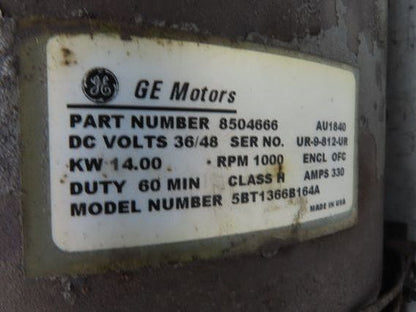 GE GE Motors
PART NUMBER 8504666 AU1840
DC VOLTS 36/48 SER NO. UR-9-812-UR
KW 14.00 • RPM 1000 ENCL OFC
DUTY 60 MIN CLASS H AMPS 330
MODEL NUMBER 5BT1366B164A
MADE IN USA